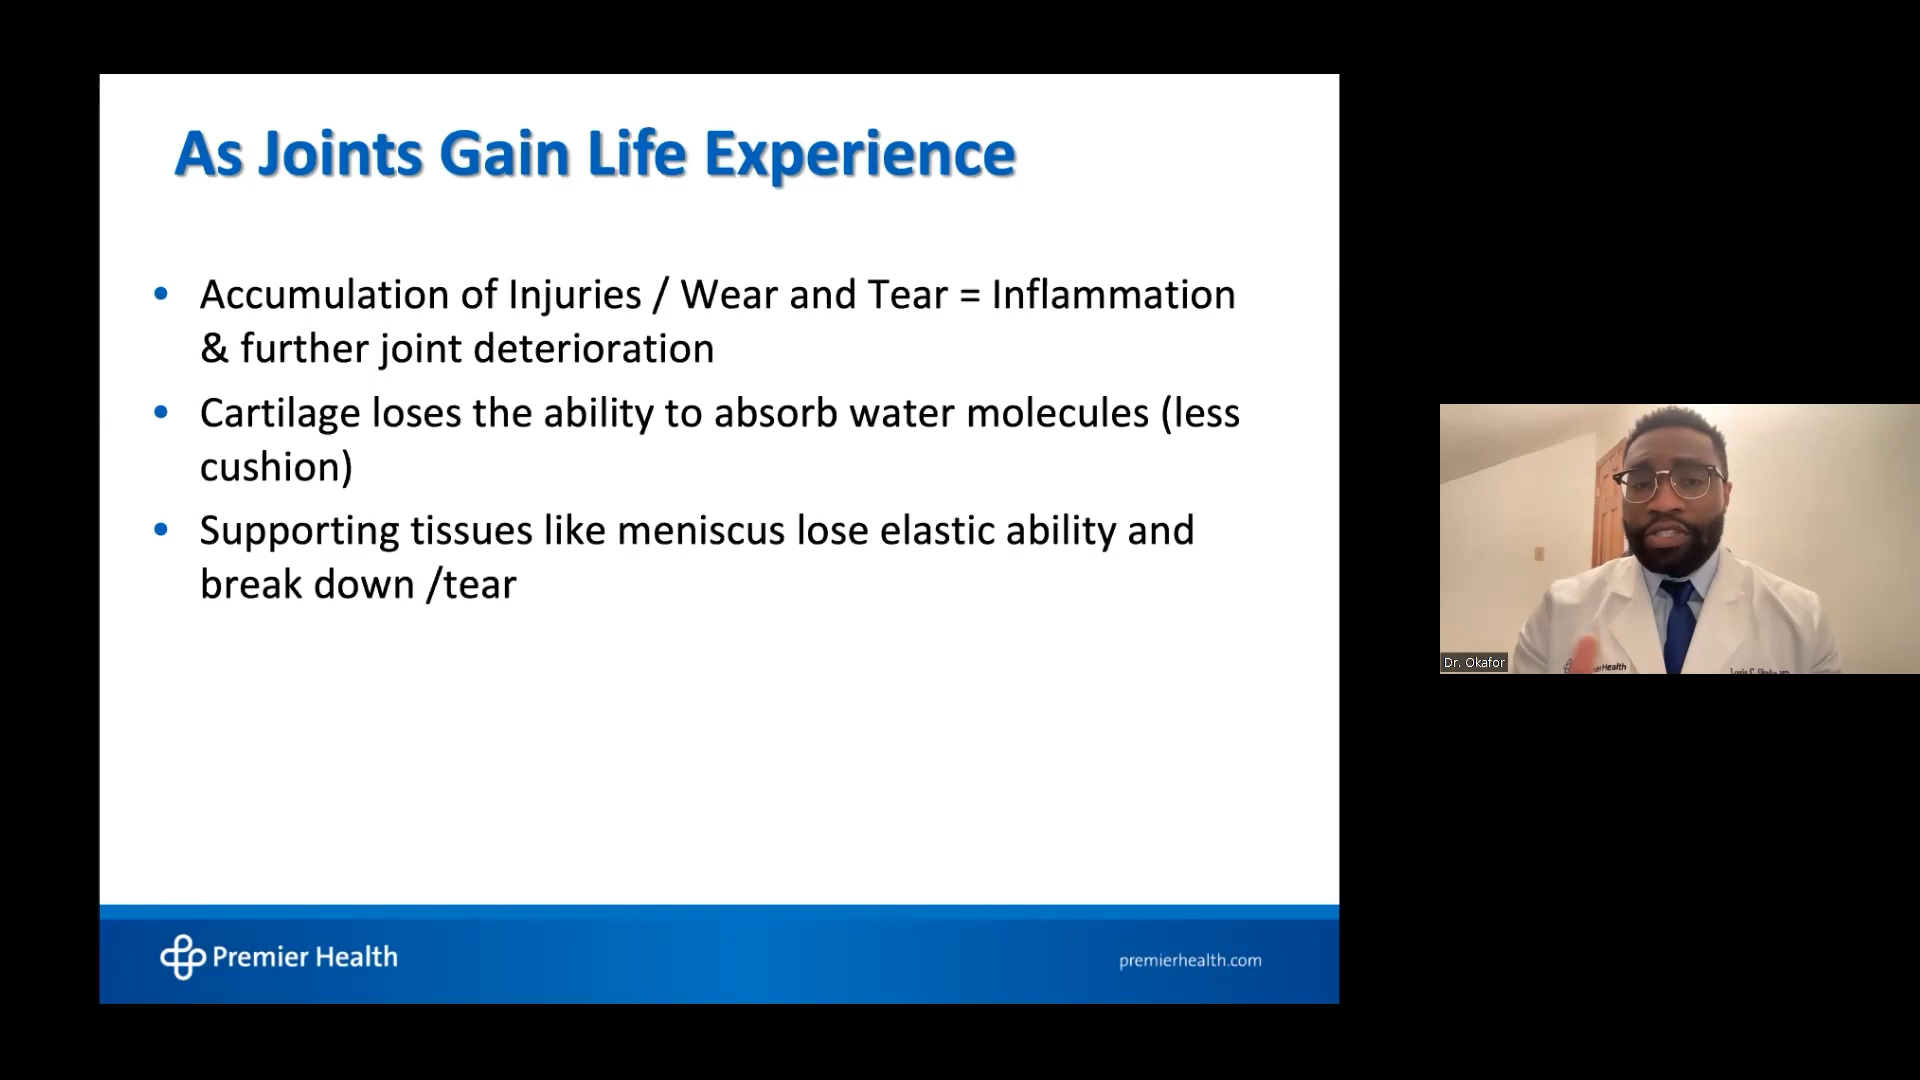 As Joints Gain Life Experience
• Accumulation of Injuries / Wear and Tear = Inflammation
& further joint deterioration
• Cartilage loses the ability to absorb water molecules (less
cushion)
• Supporting tissues like meniscus lose elastic ability and
break down /tear
Premier Health
premierhealth.com
Dr. Okafor
Health